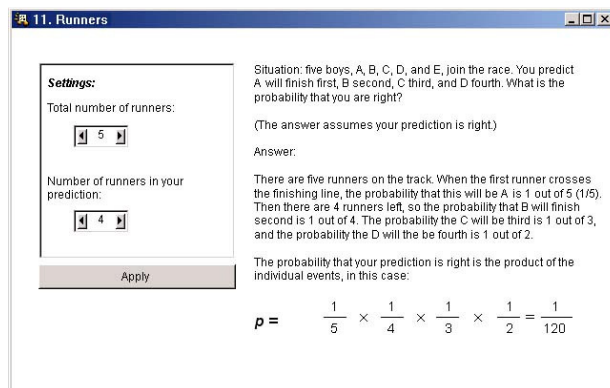 11. Runners
Settings:
Total number of runners:
5
Number of runners in your
prediction:
4
Apply
Situation: five boys, A, B, C, D, and E, join the race. You predict
A will finish first, B second, C third, and D fourth. What is the
probability that you are right?
(The answer assumes your prediction is right.)
Answer:
There are five runners on the track. When the first runner crosses
the finishing line, the probability that this will be A is 1 out of 5 (1/5).
Then there are 4 runners left, so the probability that B will finish
second is 1 out of 4. The probability the C will be third is 1 out of 3,
and the probability the D will the be fourth is 1 out of 2.
The probability that your prediction is right is the product of the
individual events, in this case:
p = 1/5 × 1/4 × 1/3 × 1/2 = 1/120